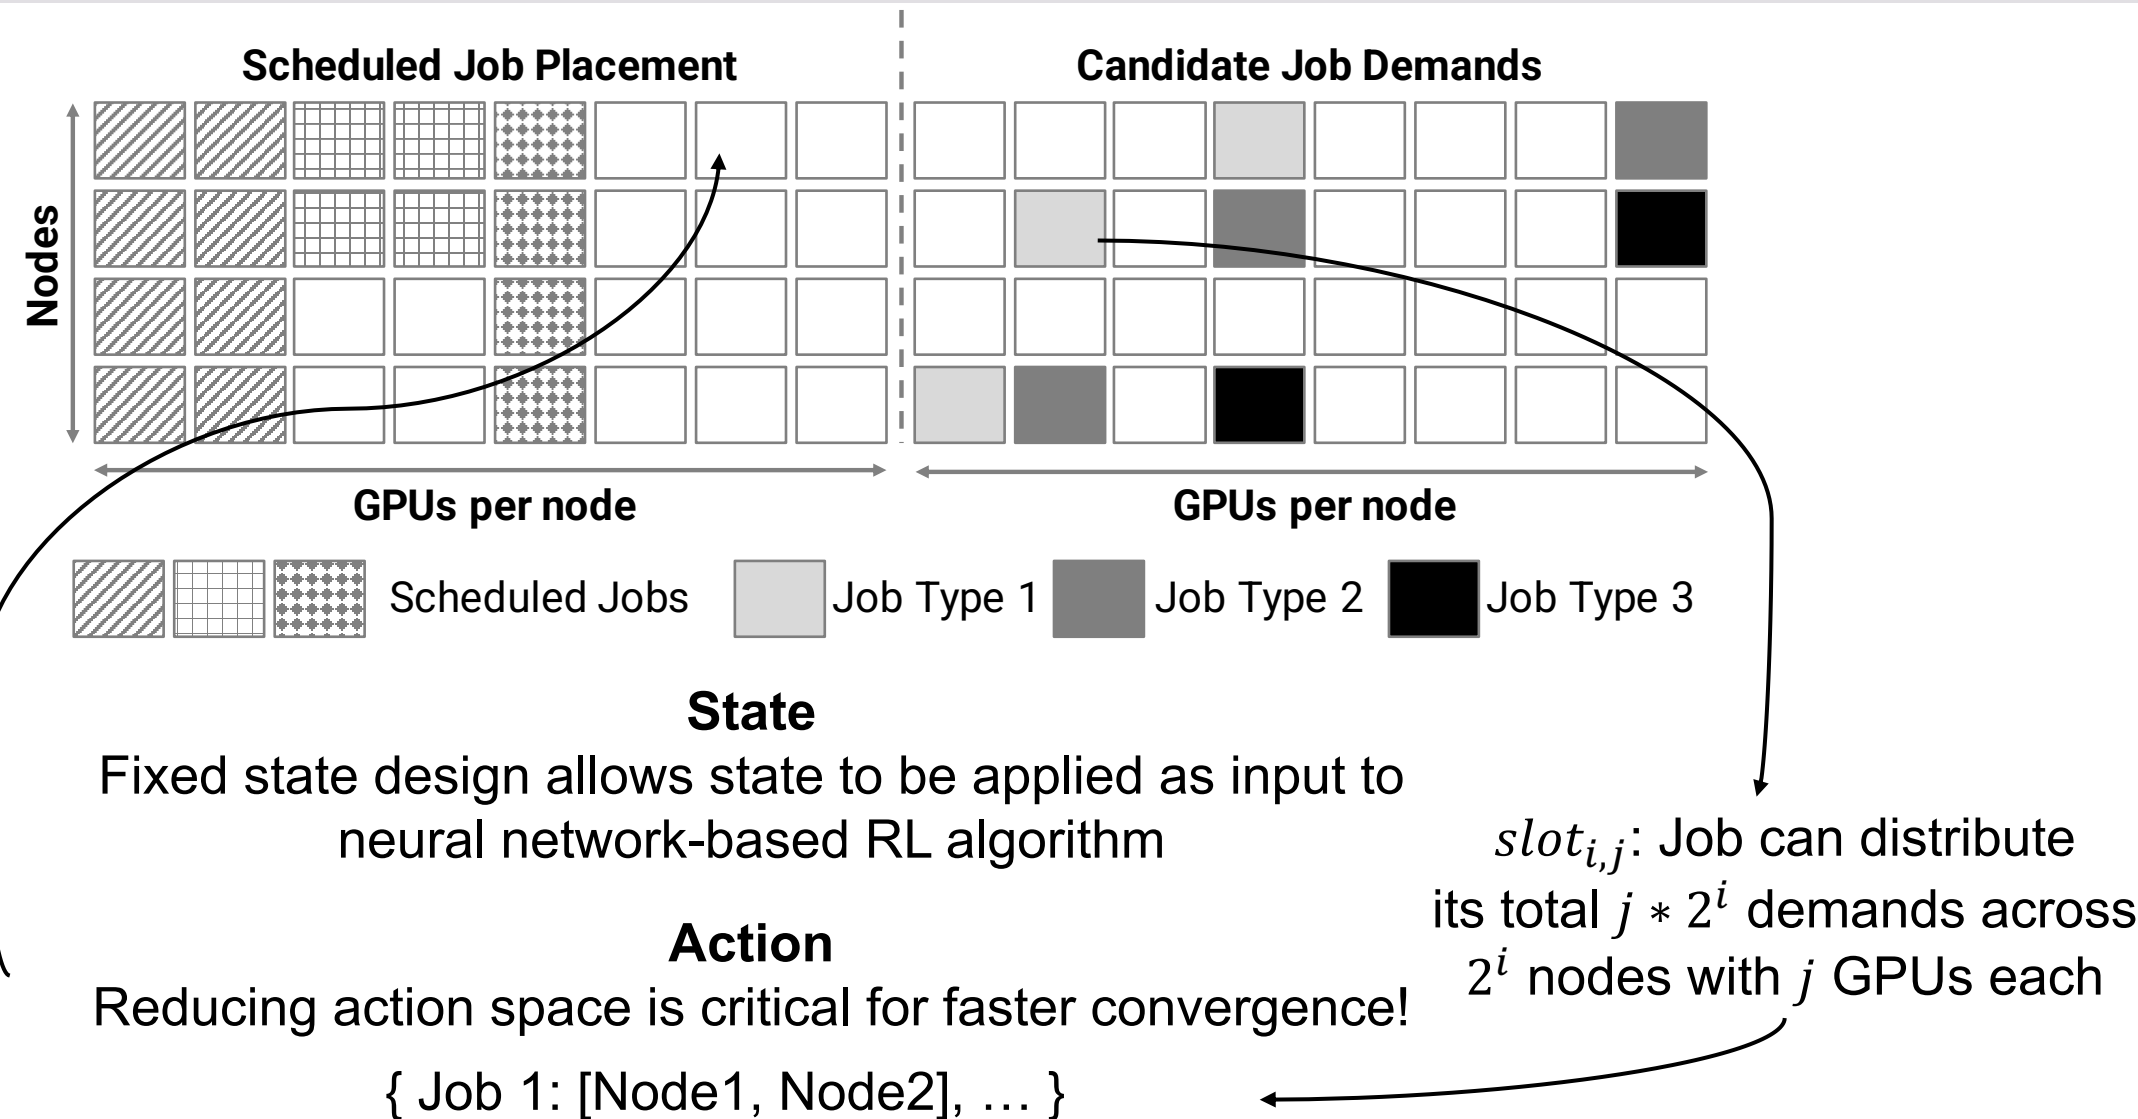 Scheduled Job Placement
Candidate Job Demands
Nodes
GPUs per node
GPUs per node
Scheduled Jobs
Job Type 1
Job Type 2
Job Type 3
State
Fixed state design allows state to be applied as input to
neural network-based RL algorithm
Action
Reducing action space is critical for faster convergence!
{ Job 1: [Node1, Node2], … }
slot_{i,j}: Job can distribute
its total j * 2^i demands across
2^i nodes with j GPUs each